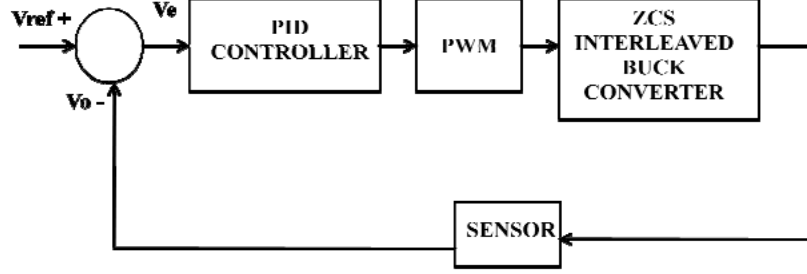 Vref +
Ve
PID
CONTROLLER
PWM
ZCS
INTERLEAVED
BUCK
CONVERTER
Vo -
SENSOR